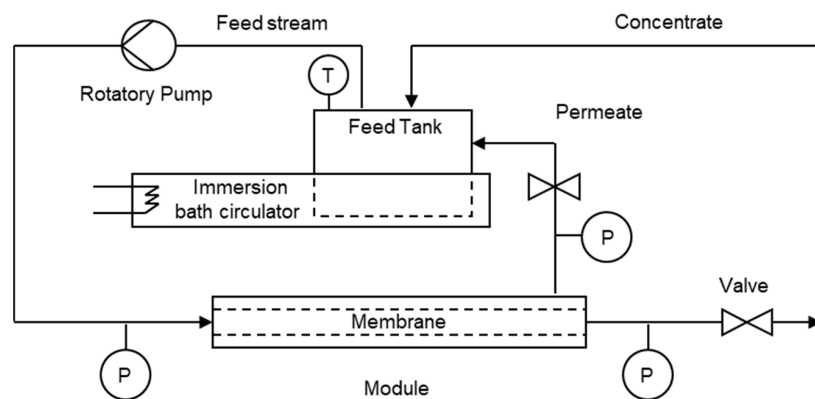 Feed stream
Concentrate
Rotatory Pump
T
Feed Tank
Permeate
Immersion
bath circulator
P
Valve
Membrane
P
P
Module